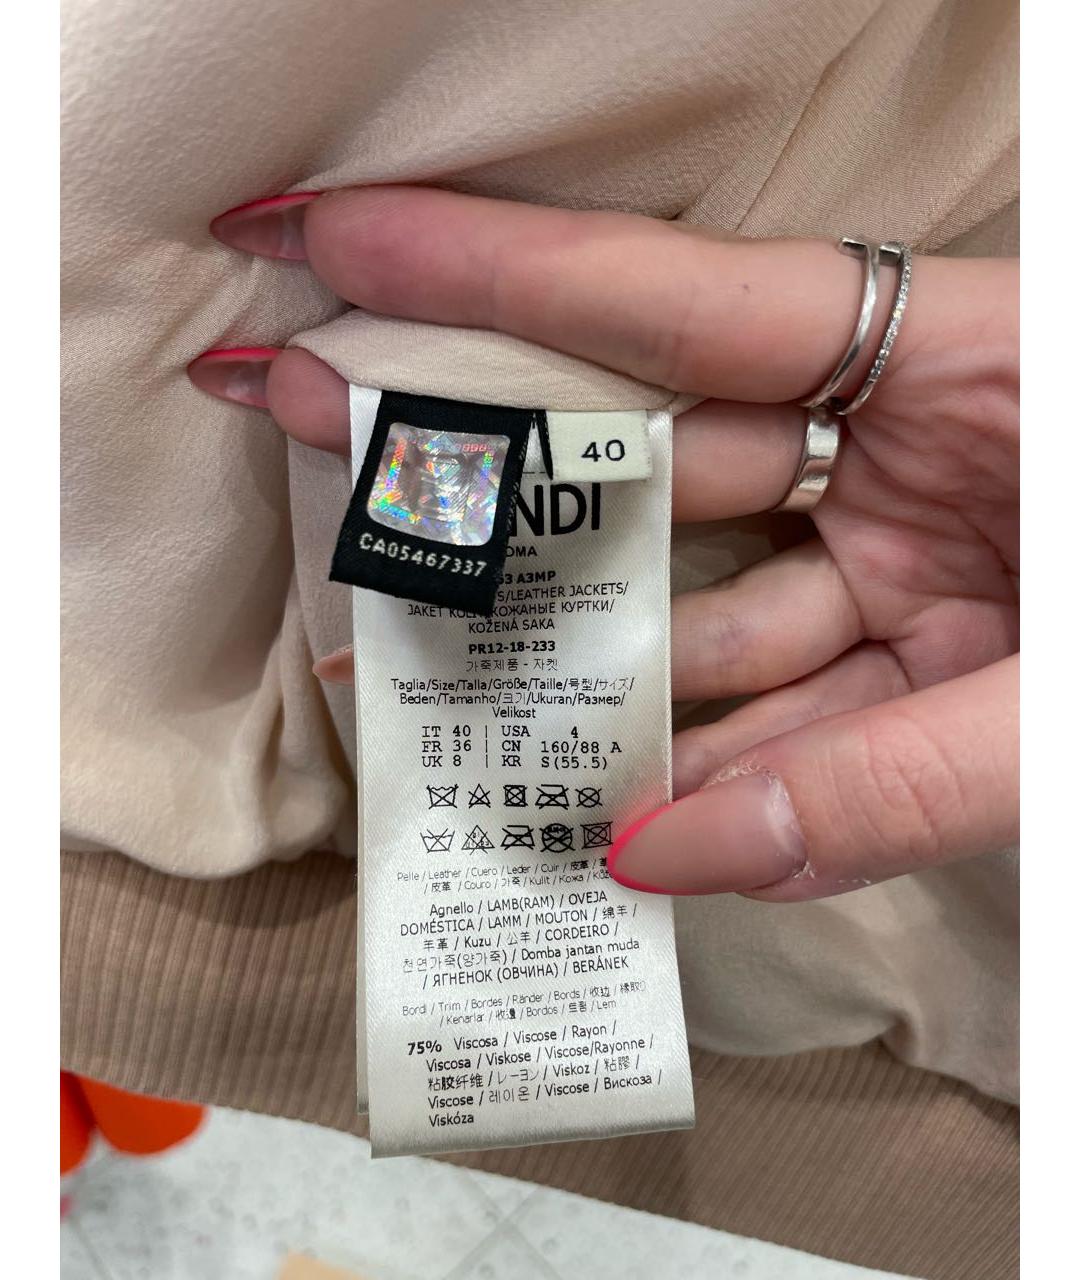 40
CA05467337
NDI
OMA
53 A3MP
S/LEATHER JACKETS/
JAKET КОЖАНЫЕ КУРТКИ/
KOŽENÁ SAKA
PR12-18-233
가죽제품 - 자켓
Taglia/Size/Talla/Größe/Taille/号型/サイズ/
Beden/Tamanho/크기/Ukuran/Размер/
Velikost
IT 40 | USA 4
FR 36 | CN 160/88 A
UK 8 | KR S(55.5)
Pelle / Leather / Cuero / Leder / Cuir / 皮革 /
/ 皮革 / Couro / 가죽 / Kulit / Кожа /
Agnello / LAMB(RAM) / OVEJA
DOMÉSTICA / LAMM / MOUTON / 绵羊 /
羊革 / Kuzu / 公羊 / CORDEIRO /
천연가죽(양가죽) / Domba jantan muda
/ ЯГНЕНОК (ОВЧИНА) / BERÁNEK
Bordi / Trim / Bordes / Ränder / Bords / 收边 / 縁取り
/ Kenarlar / 收邊 / Bordos / 트림 / Lem
75% Viscosa / Viscose / Rayon /
Viscosa / Viskose / Viscose/Rayonne /
粘胶纤维 / レーヨン / Viskoz / 粘膠 /
Viscose / 레이온 / Viscose / Вискоза /
Viskóza